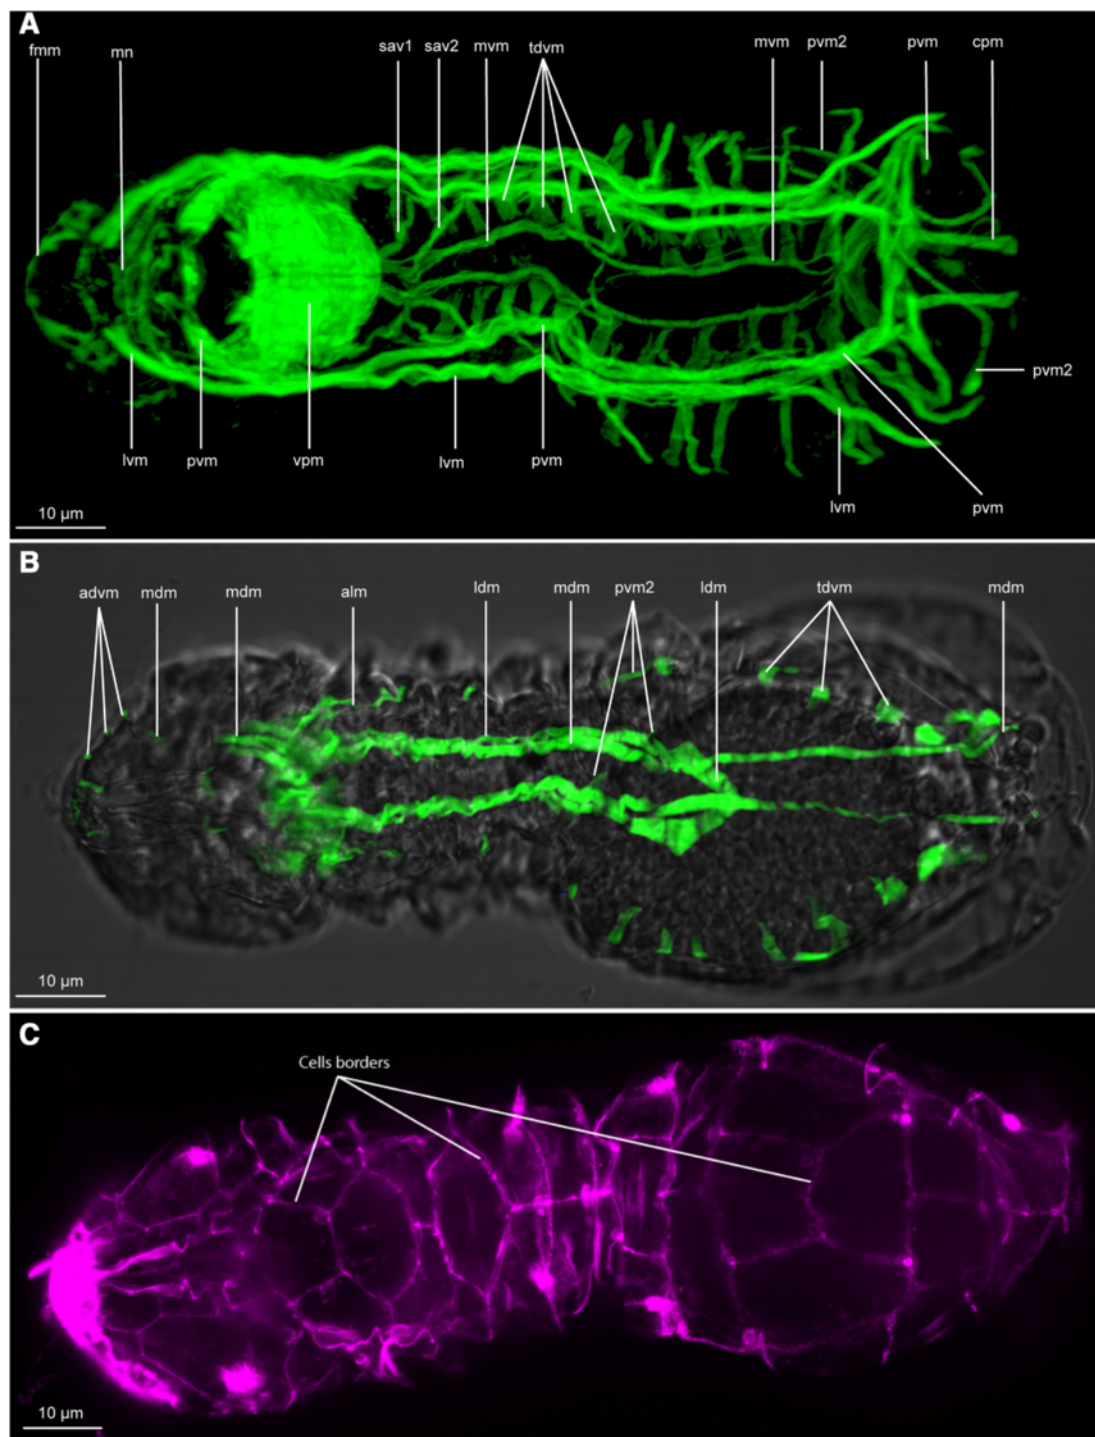 A
fmm mn sav1 sav2 mvm tdvm mvm pvm2 pvm cpm
pvm2
lvm pvm vpm lvm pvm
lvm pvm
10 µm
B
advm mdm mdm alm ldm mdm pvm2 ldm tdvm mdm
10 µm
C
Cells borders
10 µm